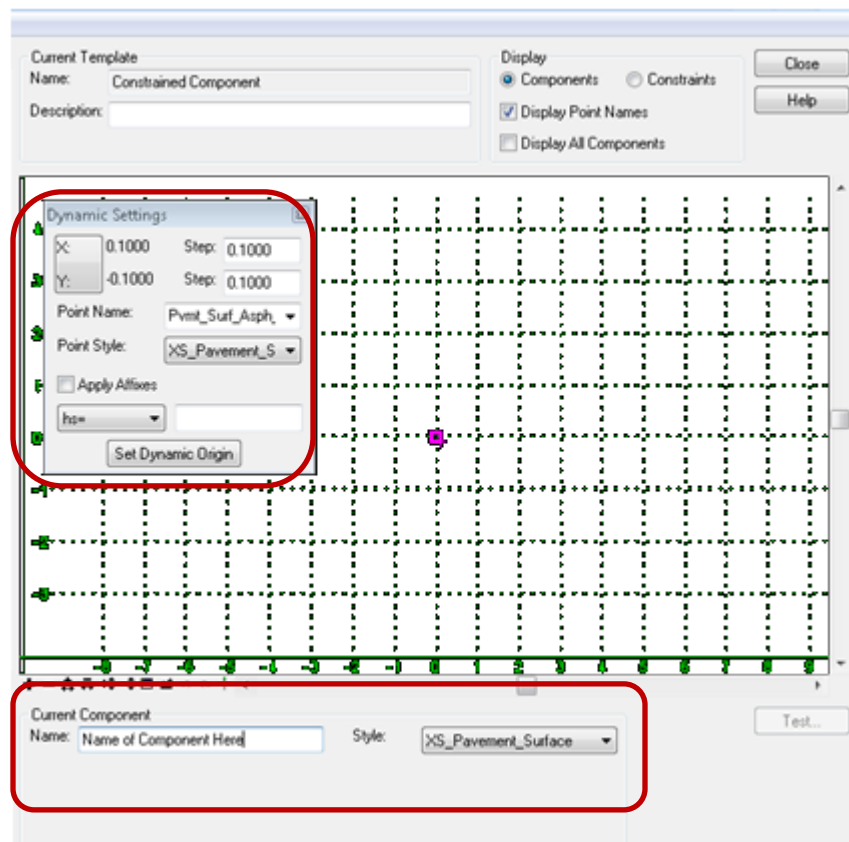 Current Template
Name: Constrained Component
Description:
Display
Components Constraints
Display Point Names
Display All Components
Close
Help
Dynamic Settings
X: 0.1000 Step: 0.1000
Y: -0.1000 Step: 0.1000
Point Name: Pvmt_Surf_Asph_
Point Style: XS_Pavement_S
Apply Affixes
hs=
Set Dynamic Origin
Current Component
Name: Name of Component Here Style: XS_Pavement_Surface
Test...